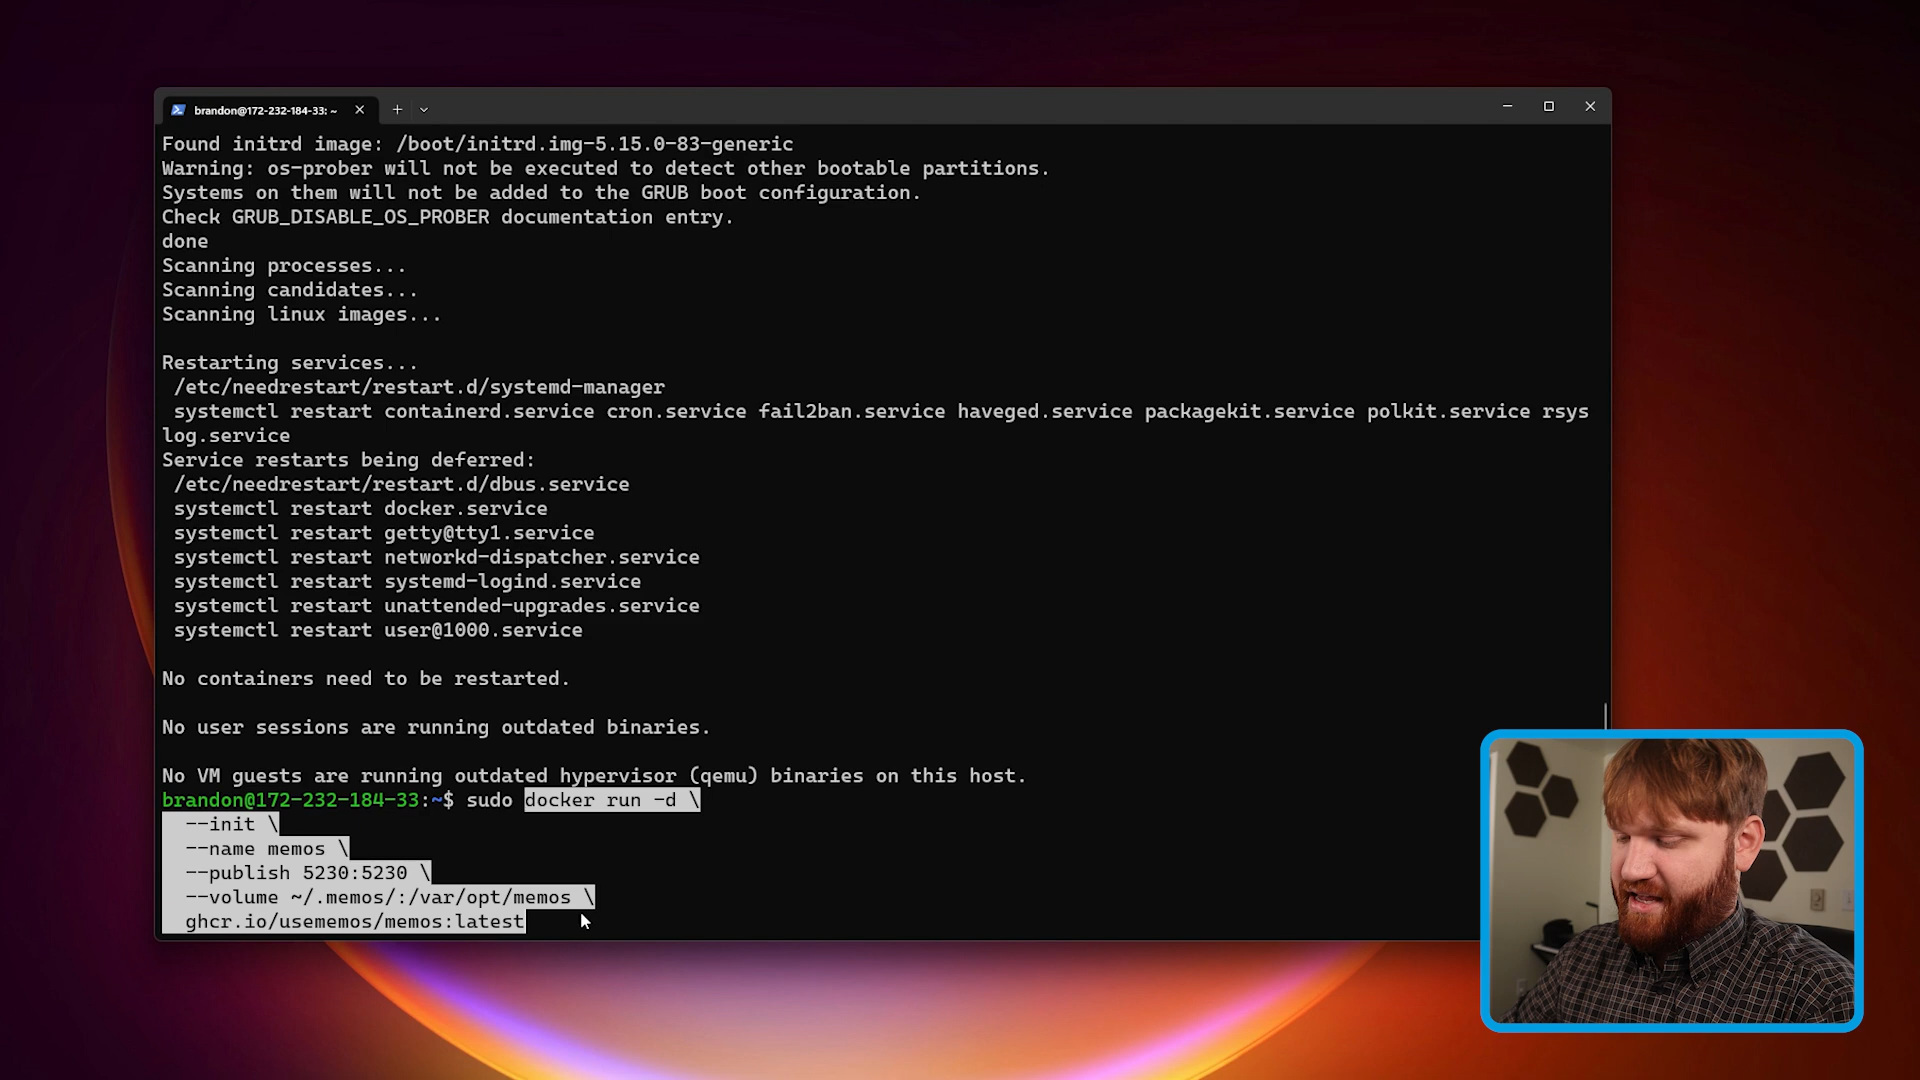 brandon@172-232-184-33: ~
Found initrd image: /boot/initrd.img-5.15.0-83-generic
Warning: os-prober will not be executed to detect other bootable partitions.
Systems on them will not be added to the GRUB boot configuration.
Check GRUB_DISABLE_OS_PROBER documentation entry.
done
Scanning processes...
Scanning candidates...
Scanning linux images...
Restarting services...
/etc/needrestart/restart.d/systemd-manager
systemctl restart containerd.service cron.service fail2ban.service haveged.service packagekit.service polkit.service rsys
log.service
Service restarts being deferred:
/etc/needrestart/restart.d/dbus.service
systemctl restart docker.service
systemctl restart getty@tty1.service
systemctl restart networkd-dispatcher.service
systemctl restart systemd-logind.service
systemctl restart unattended-upgrades.service
systemctl restart user@1000.service
No containers need to be restarted.
No user sessions are running outdated binaries.
No VM guests are running outdated hypervisor (qemu) binaries on this host.
brandon@172-232-184-33:~$ sudo docker run -d \
--init \
--name memos \
--publish 5230:5230 \
--volume ~/.memos/:/var/opt/memos \
ghcr.io/usememos/memos:latest